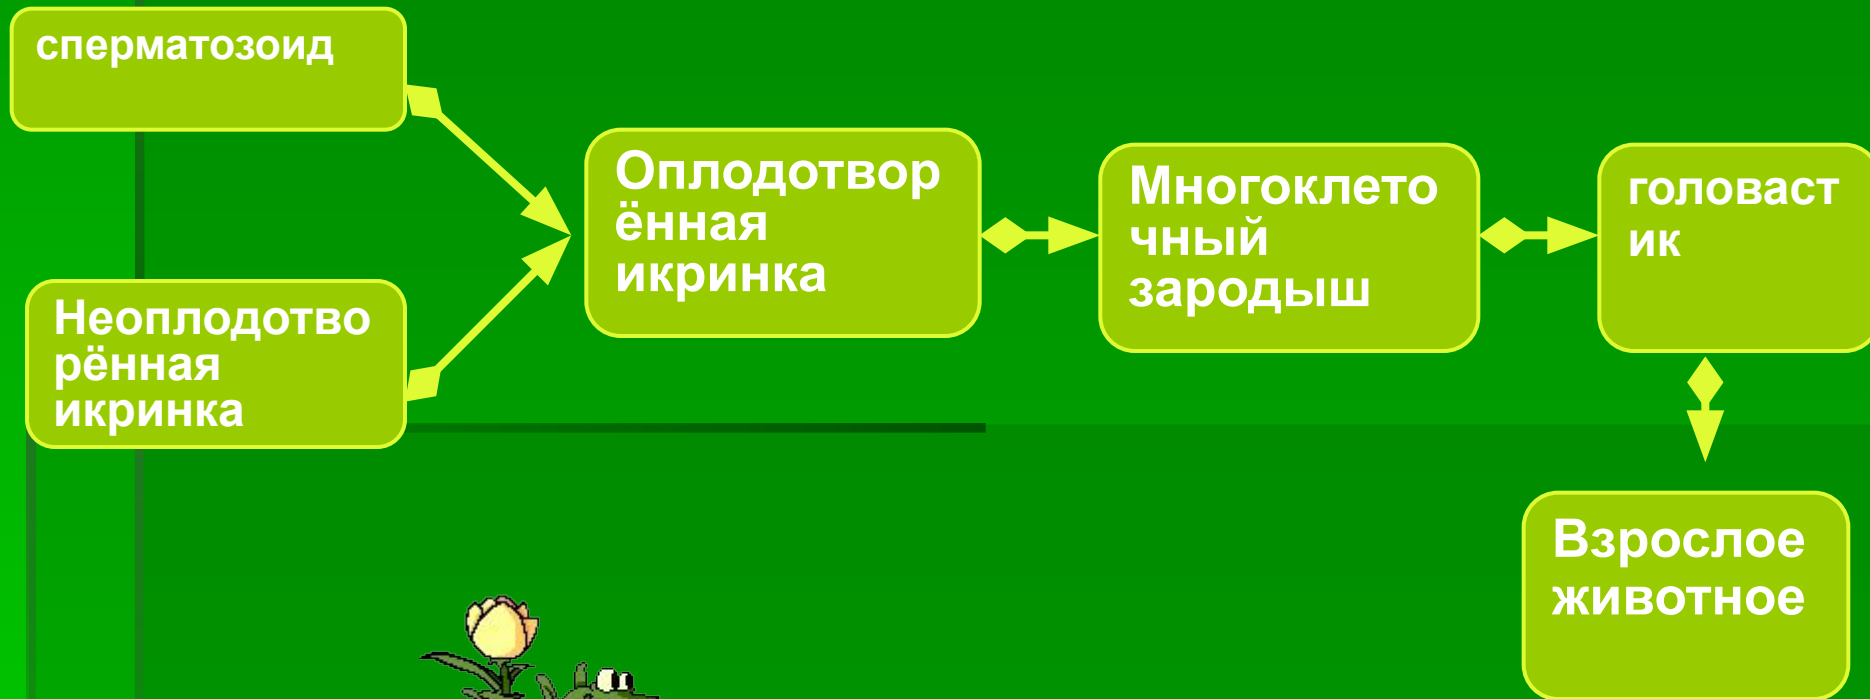 сперматозоид
Неоплодотво
рённая
икринка
Оплодотвор
ённая
икринка
Многоклето
чный
зародыш
головаст
ик
Взрослое
животное